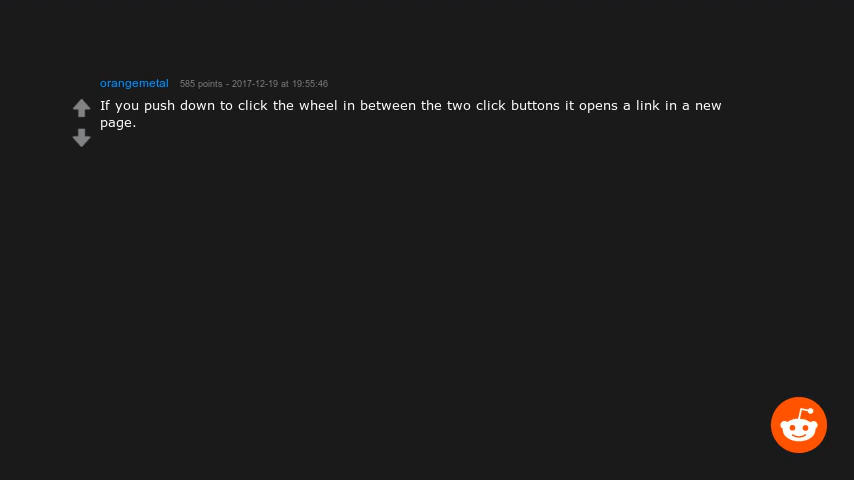 orangemetal 585 points - 2017-12-19 at 19:55:46
If you push down to click the wheel in between the two click buttons it opens a link in a new
page.